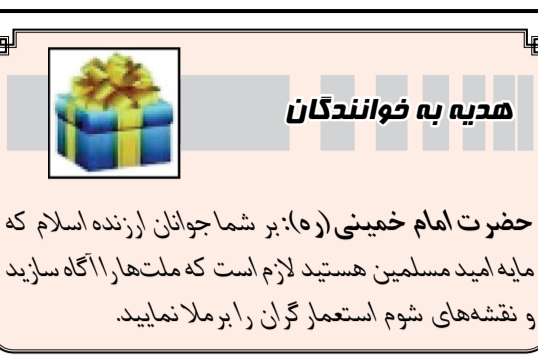 هدیه به خوانندگان
حضرت امام خمینی (ره): بر شما جوانان ارزنده اسلام که
مایه امید مسلمین هستید لازم است که ملت‌ها را آگاه سازید
و نقشه‌های شوم استعمار گران را برملا نمایید.